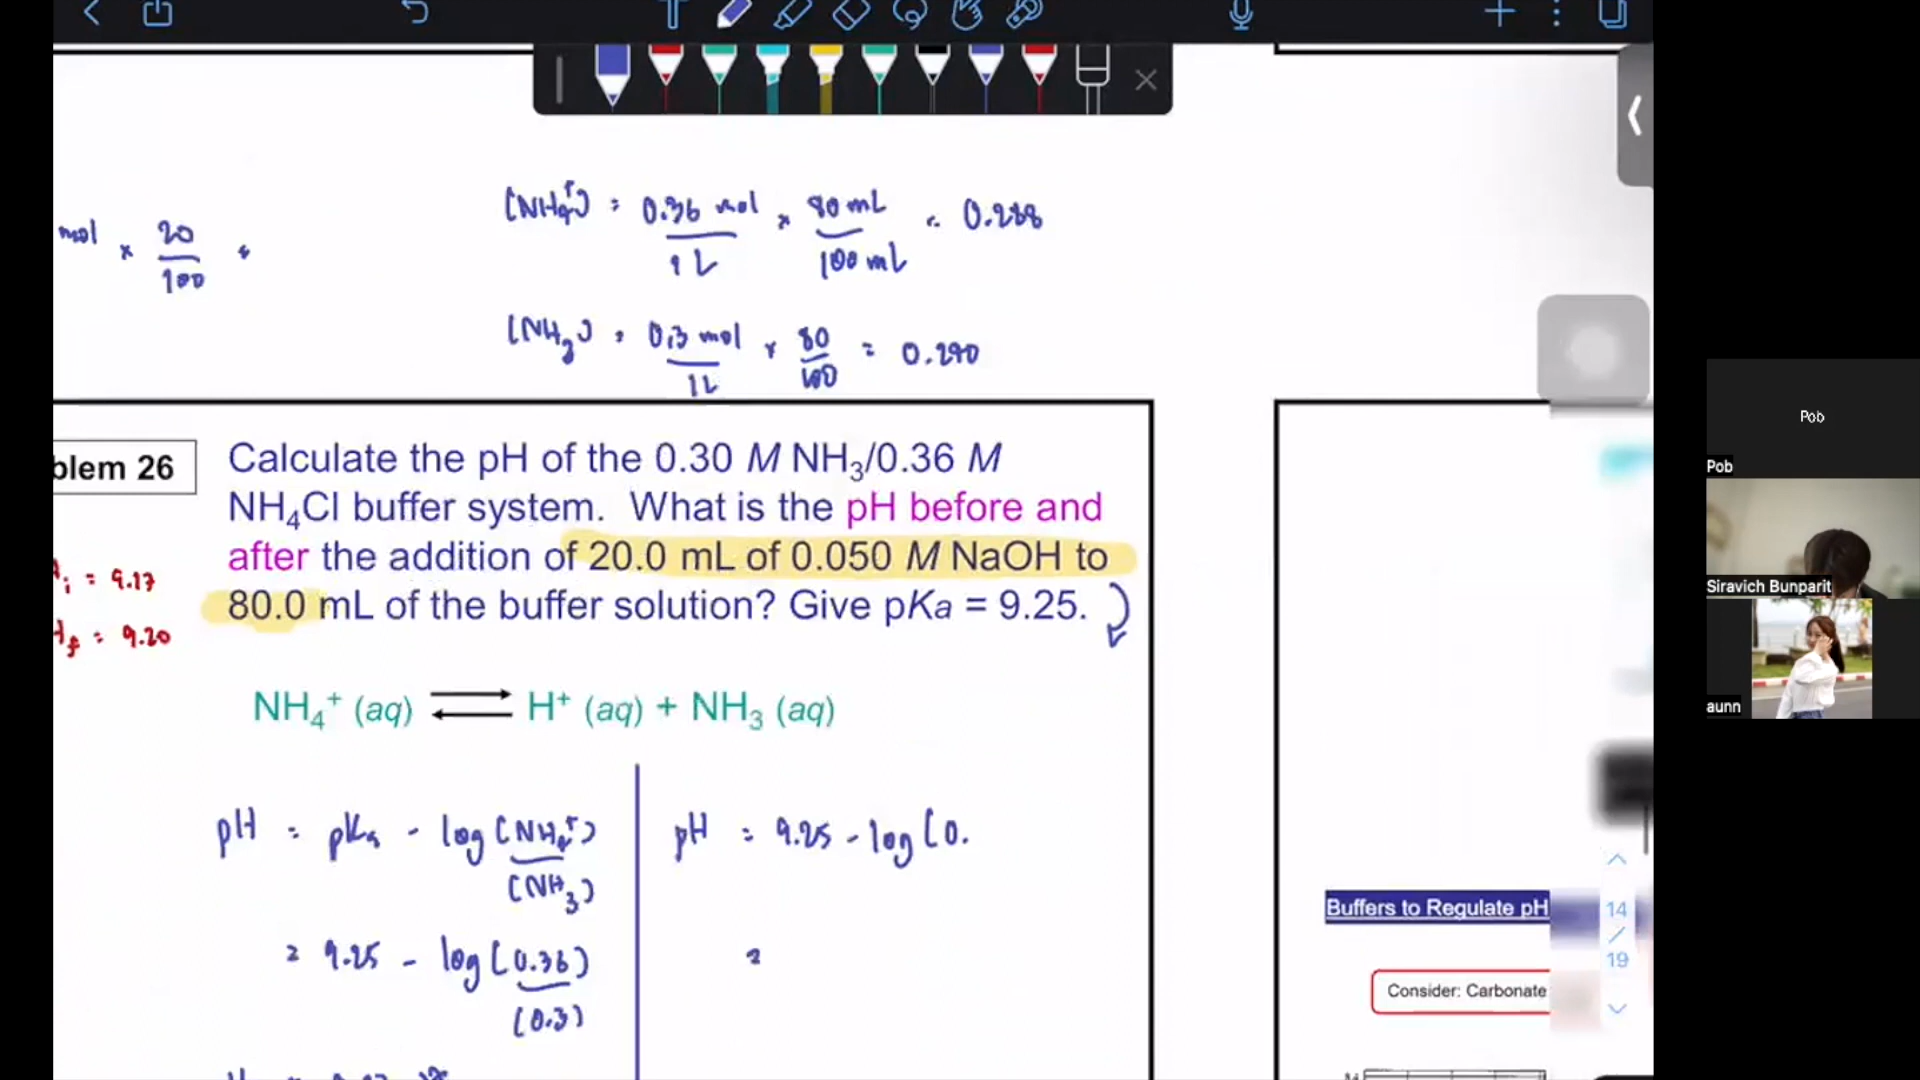 [NH₄⁺] = 0.36 mol / 1 L × 80 mL / 100 mL = 0.288
mol × 20 / 100 =
[NH₃] = 0.3 mol / 1L × 80 / 100 = 0.240
blem 26
Calculate the pH of the 0.30 M NH₃/0.36 M
NH₄Cl buffer system. What is the pH before and
after the addition of 20.0 mL of 0.050 M NaOH to
80.0 mL of the buffer solution? Give pKa = 9.25.
i = 9.17
f = 9.20
NH₄⁺ (aq) ⇌ H⁺ (aq) + NH₃ (aq)
pH = pKa - log [NH₄⁺] / [NH₃]
= 9.25 - log [0.36) / (0.3)
pH = 9.25 - log [0.
=
Buffers to Regulate pH
Consider: Carbonate
14
/
19
Pob
Pob
Siravich Bunparit
aunn